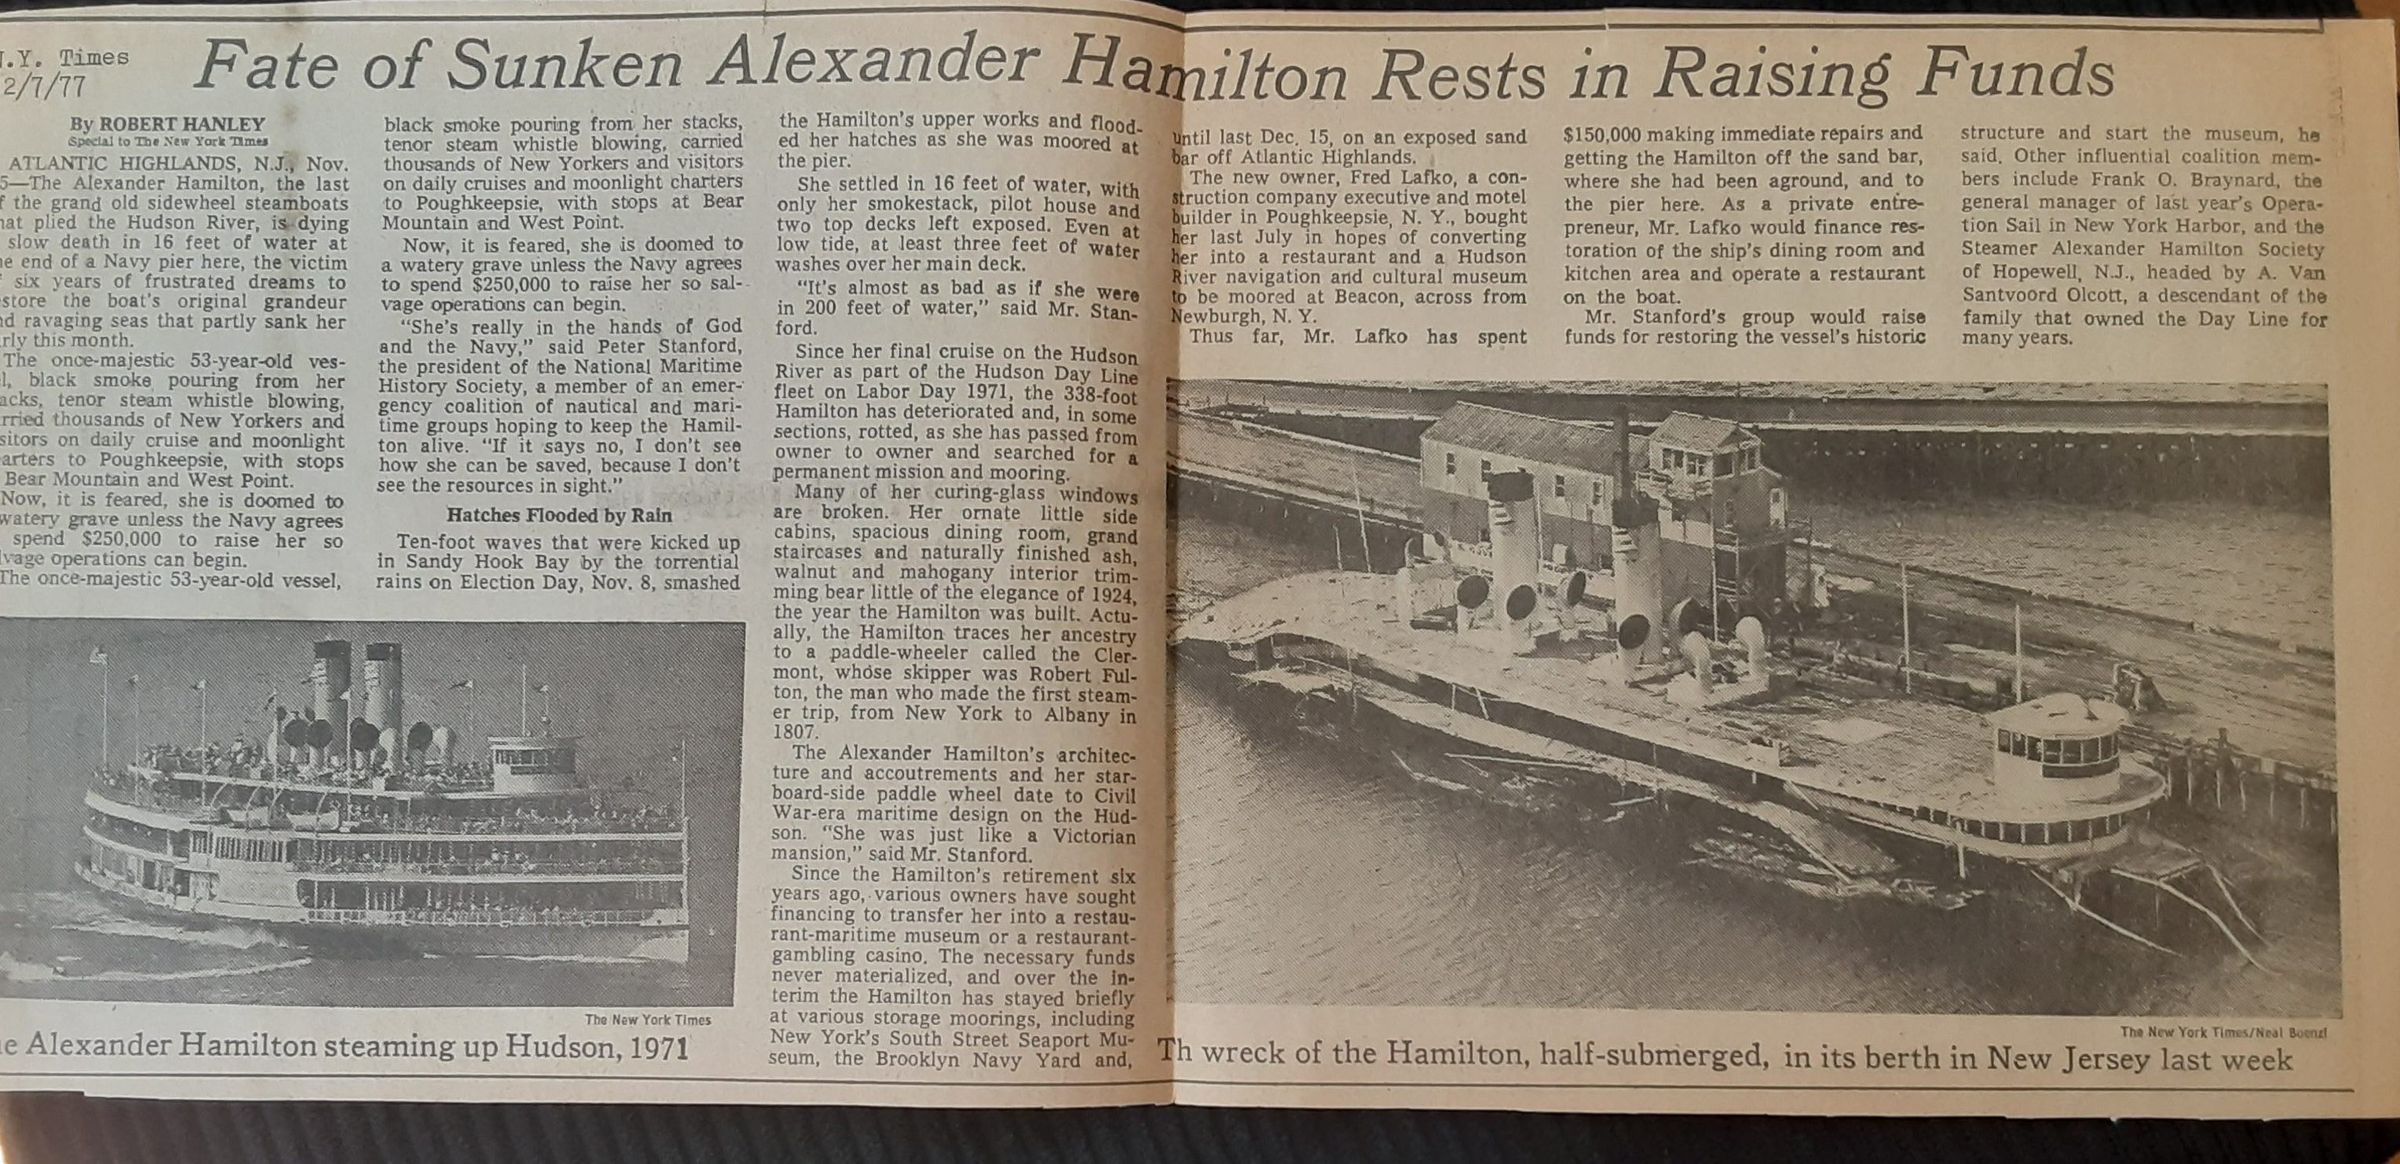 N.Y. Times
2/7/77
Fate of Sunken Alexander Hamilton Rests in Raising Funds
By ROBERT HANLEY
Special to The New York Times
ATLANTIC HIGHLANDS, N.J., Nov.
5—The Alexander Hamilton, the last
f the grand old sidewheel steamboats
hat plied the Hudson River, is dying
slow death in 16 feet of water at
he end of a Navy pier here, the victim
f six years of frustrated dreams to
store the boat's original grandeur
nd ravaging seas that partly sank her
rly this month.
The once-majestic 53-year-old ves-
l, black smoke pouring from her
acks, tenor steam whistle blowing,
rried thousands of New Yorkers and
sitors on daily cruise and moonlight
arters to Poughkeepsie, with stops
Bear Mountain and West Point.
Now, it is feared, she is doomed to
watery grave unless the Navy agrees
spend $250,000 to raise her so
lvage operations can begin.
The once-majestic 53-year-old vessel,
black smoke pouring from her stacks,
tenor steam whistle blowing, carried
thousands of New Yorkers and visitors
on daily cruises and moonlight charters
to Poughkeepsie, with stops at Bear
Mountain and West Point.
Now, it is feared, she is doomed to
a watery grave unless the Navy agrees
to spend $250,000 to raise her so sal-
vage operations can begin.
"She's really in the hands of God
and the Navy," said Peter Stanford,
the president of the National Maritime
History Society, a member of an emer-
gency coalition of nautical and mari-
time groups hoping to keep the Hamil-
ton alive. "If it says no, I don't see
how she can be saved, because I don't
see the resources in sight."
Hatches Flooded by Rain
Ten-foot waves that were kicked up
in Sandy Hook Bay by the torrential
rains on Election Day, Nov. 8, smashed
the Hamilton's upper works and flood-
ed her hatches as she was moored at
the pier.
She settled in 16 feet of water, with
only her smokestack, pilot house and
two top decks left exposed. Even at
low tide, at least three feet of water
washes over her main deck.
"It's almost as bad as if she were
in 200 feet of water," said Mr. Stan-
ford.
Since her final cruise on the Hudson
River as part of the Hudson Day Line
fleet on Labor Day 1971, the 338-foot
Hamilton has deteriorated and, in some
sections, rotted, as she has passed from
owner to owner and searched for a
permanent mission and mooring.
Many of her curing-glass windows
are broken. Her ornate little side
cabins, spacious dining room, grand
staircases and naturally finished ash,
walnut and mahogany interior trim-
ming bear little of the elegance of 1924,
the year the Hamilton was built. Actu-
ally, the Hamilton traces her ancestry
to a paddle-wheeler called the Cler-
mont, whose skipper was Robert Ful-
ton, the man who made the first steam-
er trip, from New York to Albany in
1807.
The Alexander Hamilton's architec-
ture and accoutrements and her star-
board-side paddle wheel date to Civil
War-era maritime design on the Hud-
son. "She was just like a Victorian
mansion," said Mr. Stanford.
Since the Hamilton's retirement six
years ago, various owners have sought
financing to transfer her into a restau-
rant-maritime museum or a restaurant-
gambling casino. The necessary funds
never materialized, and over the in-
terim the Hamilton has stayed briefly
at various storage moorings, including
New York's South Street Seaport Mu-
seum, the Brooklyn Navy Yard and,
until last Dec. 15, on an exposed sand
bar off Atlantic Highlands.
The new owner, Fred Lafko, a con-
struction company executive and motel
builder in Poughkeepsie, N. Y., bought
her last July in hopes of converting
her into a restaurant and a Hudson
River navigation and cultural museum
to be moored at Beacon, across from
Newburgh, N. Y.
Thus far, Mr. Lafko has spent
$150,000 making immediate repairs and
getting the Hamilton off the sand bar,
where she had been aground, and to
the pier here. As a private entre-
preneur, Mr. Lafko would finance res-
toration of the ship's dining room and
kitchen area and operate a restaurant
on the boat.
Mr. Stanford's group would raise
funds for restoring the vessel's historic
structure and start the museum, he
said. Other influential coalition mem-
bers include Frank O. Braynard, the
general manager of last year's Opera-
tion Sail in New York Harbor, and the
Steamer Alexander Hamilton Society
of Hopewell, N.J., headed by A. Van
Santvoord Olcott, a descendant of the
family that owned the Day Line for
many years.
The New York Times
e Alexander Hamilton steaming up Hudson, 1971
The New York Times/Neal Boenzi
Th wreck of the Hamilton, half-submerged, in its berth in New Jersey last week